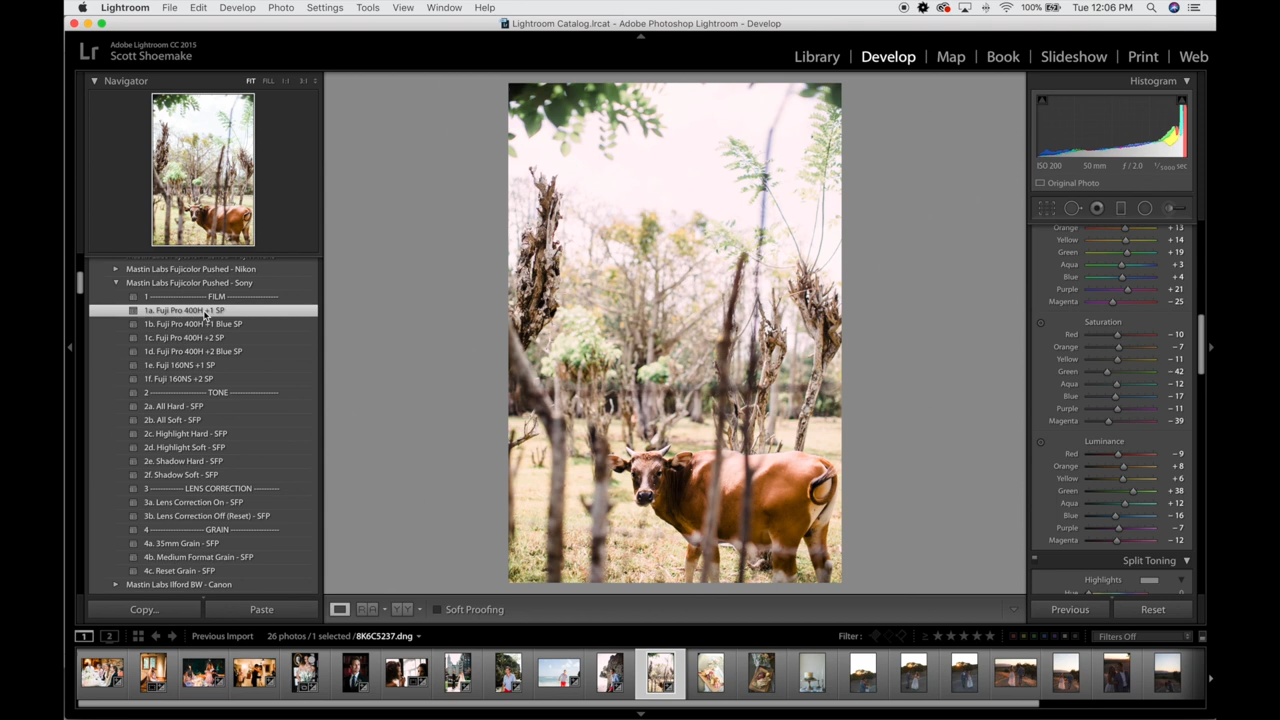 Lightroom File Edit Develop Photo Settings Tools View Window Help 100% Tue 12:06 PM
Lightroom Catalog.lrcat - Adobe Photoshop Lightroom - Develop
Lr Adobe Lightroom CC 2015
Scott Shoemake
Library | Develop | Map | Book | Slideshow | Print | Web
Navigator FIT FILL 1:1 3:1
Mastin Labs Fujicolor Pushed - Nikon
Mastin Labs Fujicolor Pushed - Sony
1 ---------------------- FILM ----------------------
1a. Fuji Pro 400H +1 SP
1b. Fuji Pro 400H +1 Blue SP
1c. Fuji Pro 400H +2 SP
1d. Fuji Pro 400H +2 Blue SP
1e. Fuji 160NS +1 SP
1f. Fuji 160NS +2 SP
2 ---------------------- TONE ---------------------
2a. All Hard - SFP
2b. All Soft - SFP
2c. Highlight Hard - SFP
2d. Highlight Soft - SFP
2e. Shadow Hard - SFP
2f. Shadow Soft - SFP
3 ------------- LENS CORRECTION ----------
3a. Lens Correction On - SFP
3b. Lens Correction Off (Reset) - SFP
4 ---------------------- GRAIN --------------------
4a. 35mm Grain - SFP
4b. Medium Format Grain - SFP
4c. Reset Grain - SFP
Mastin Labs Ilford BW - Canon
Copy... Paste
Soft Proofing
Histogram
ISO 200 50 mm ƒ / 2.0 1/5000 sec
Original Photo
Orange + 13
Yellow + 14
Green + 19
Aqua + 3
Blue + 4
Purple + 21
Magenta − 25
Saturation
Red − 10
Orange − 7
Yellow − 11
Green − 42
Aqua − 12
Blue − 17
Purple − 11
Magenta − 39
Luminance
Red − 9
Orange + 8
Yellow + 6
Green + 38
Aqua + 12
Blue − 16
Purple − 7
Magenta − 12
Split Toning
Highlights
Hue 0
Previous Reset
1 2 Previous Import 26 photos / 1 selected / 8K6C5237.dng Filter : ≥ ★★★★★ Filters Off